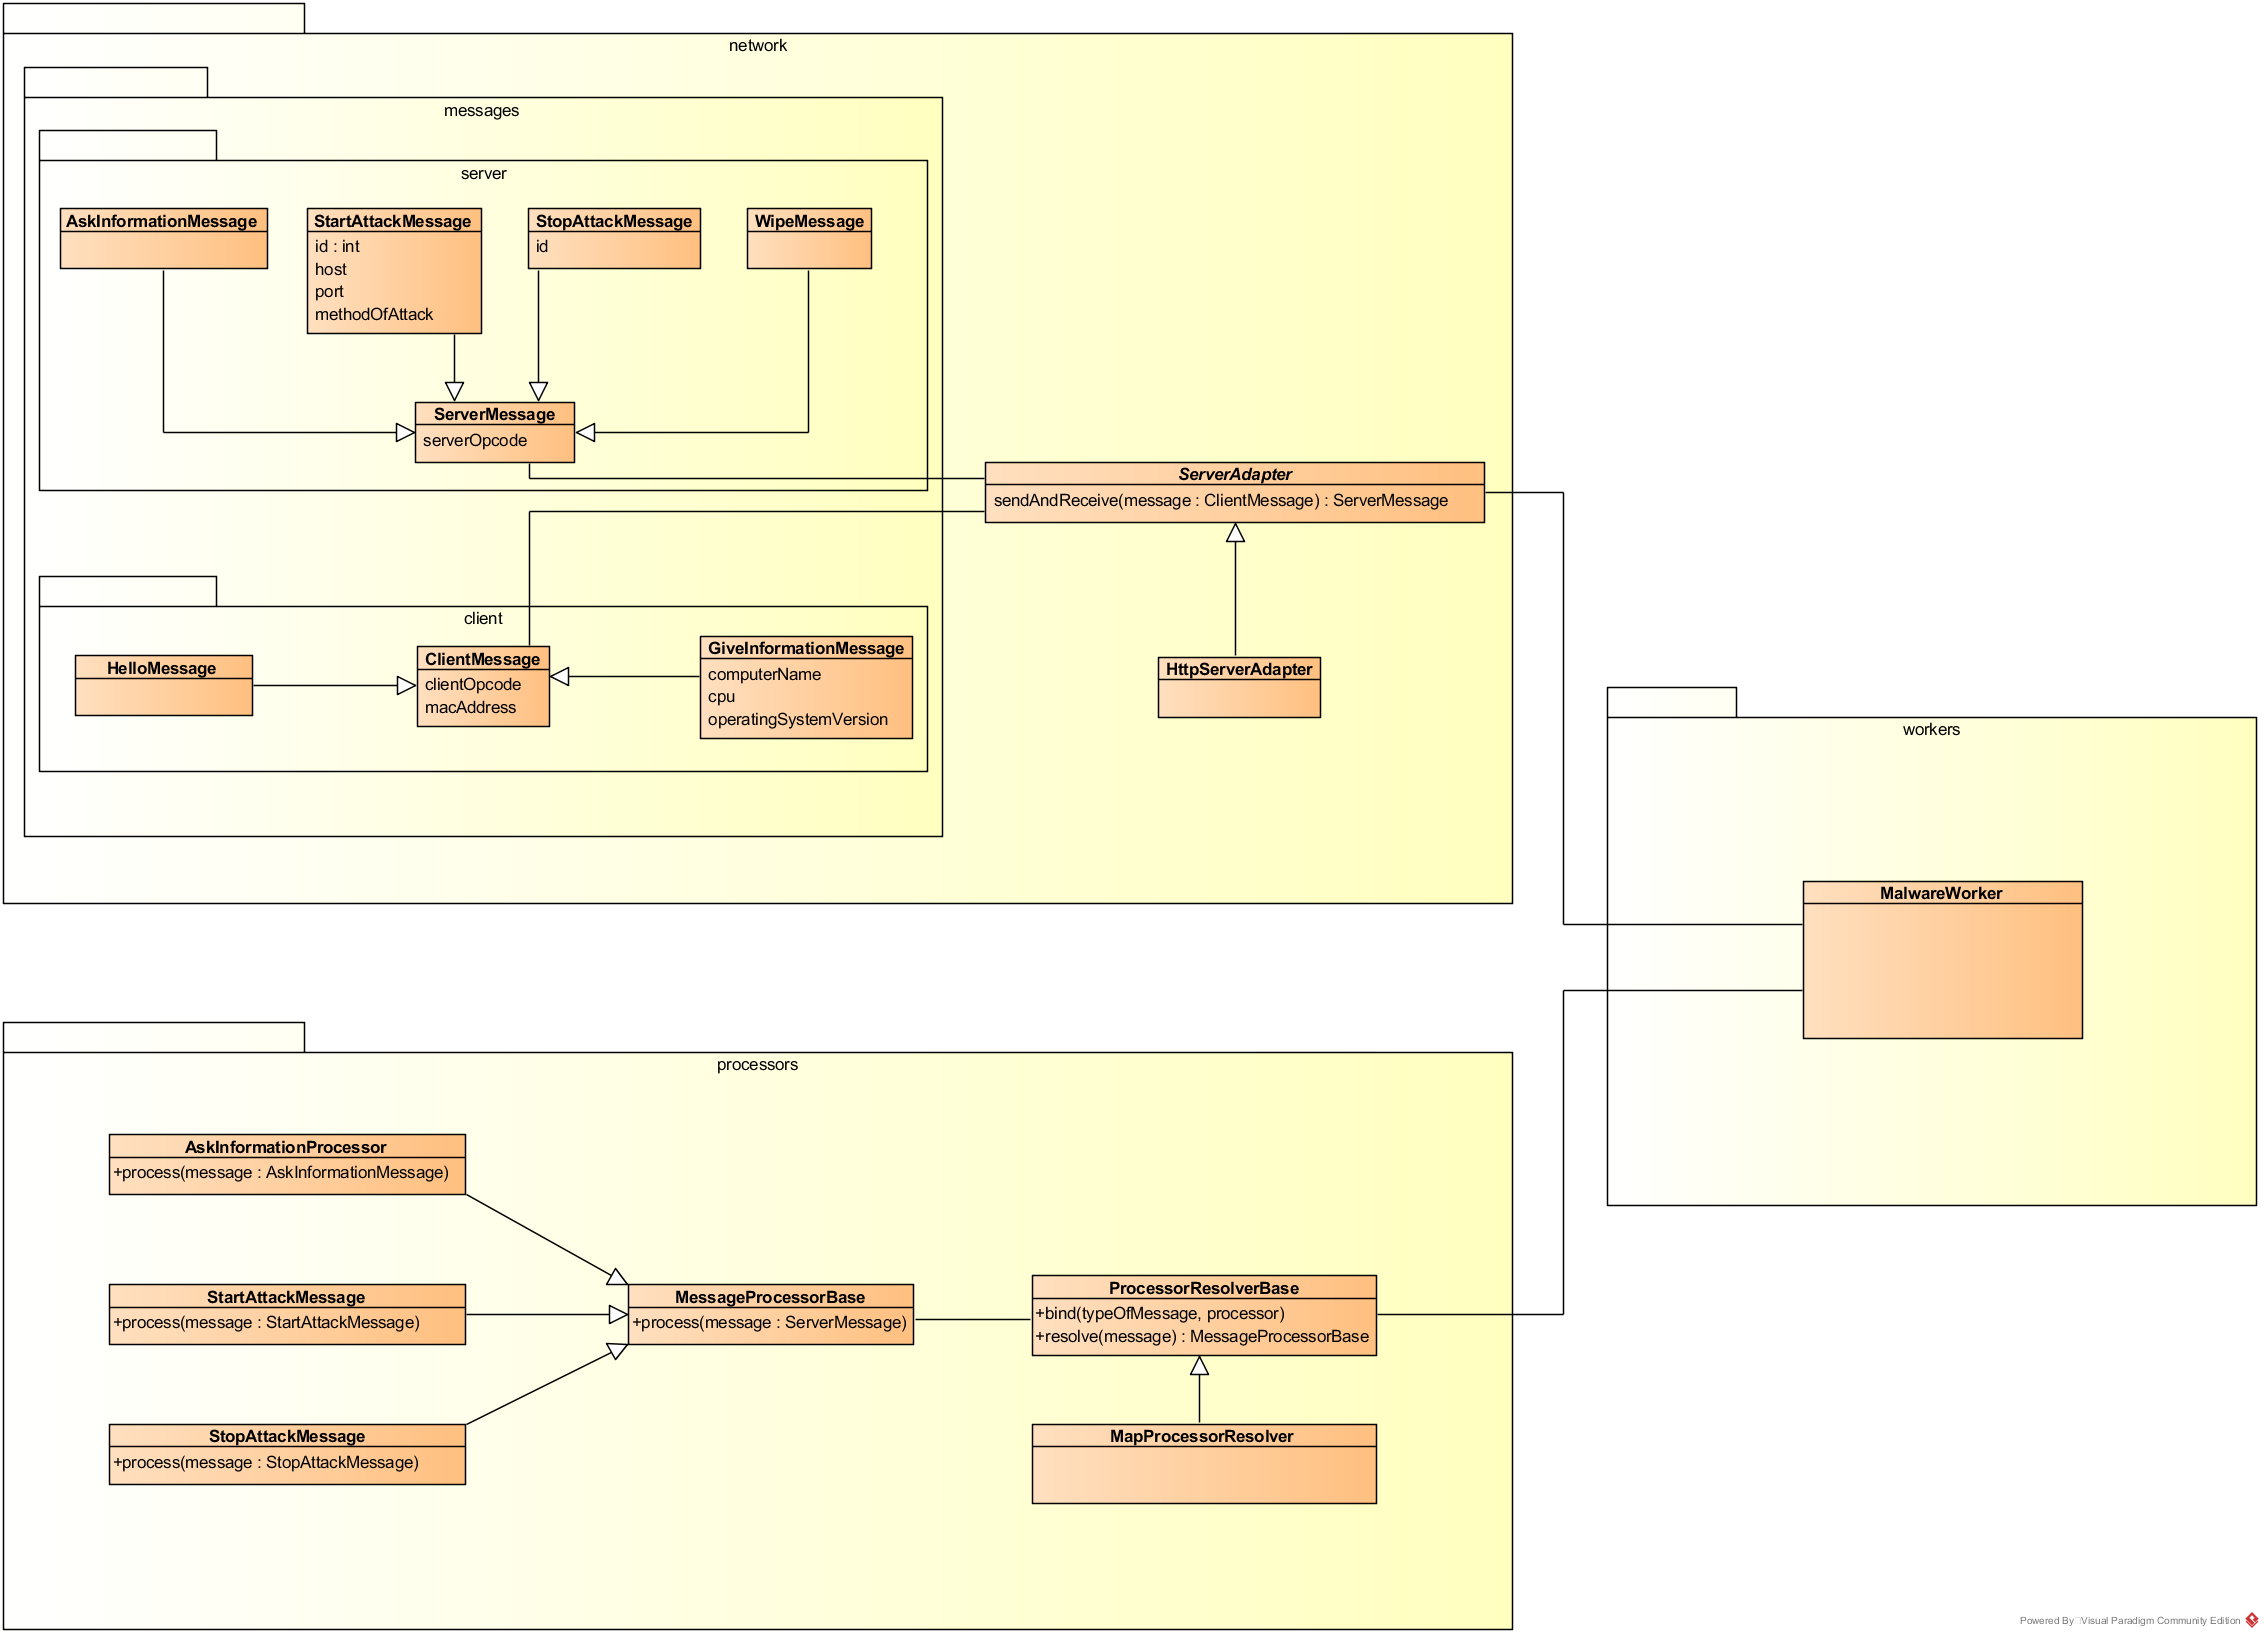 network
messages
server
AskInformationMessage
StartAttackMessage
id : int
host
port
methodOfAttack
StopAttackMessage
id
WipeMessage
ServerMessage
serverOpcode
ServerAdapter
sendAndReceive(message : ClientMessage) : ServerMessage
client
HelloMessage
ClientMessage
clientOpcode
macAddress
GiveInformationMessage
computerName
cpu
operatingSystemVersion
HttpServerAdapter
workers
MalwareWorker
processors
AskInformationProcessor
+process(message : AskInformationMessage)
StartAttackMessage
+process(message : StartAttackMessage)
StopAttackMessage
+process(message : StopAttackMessage)
MessageProcessorBase
+process(message : ServerMessage)
ProcessorResolverBase
+bind(typeOfMessage, processor)
+resolve(message) : MessageProcessorBase
MapProcessorResolver
Powered By Visual Paradigm Community Edition